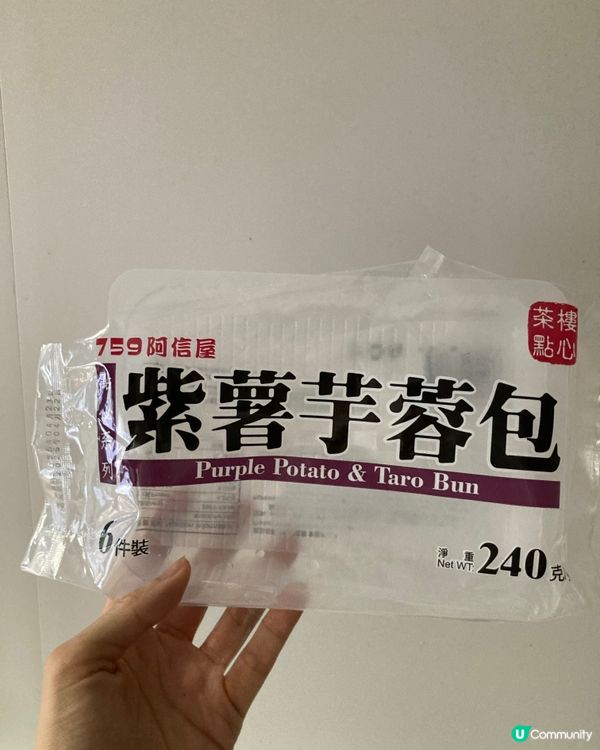 759阿信屋
茶樓
點心
紫薯芋蓉包
Purple Potato & Taro Bun
6件裝
淨重
Net WT.
240克
U Community